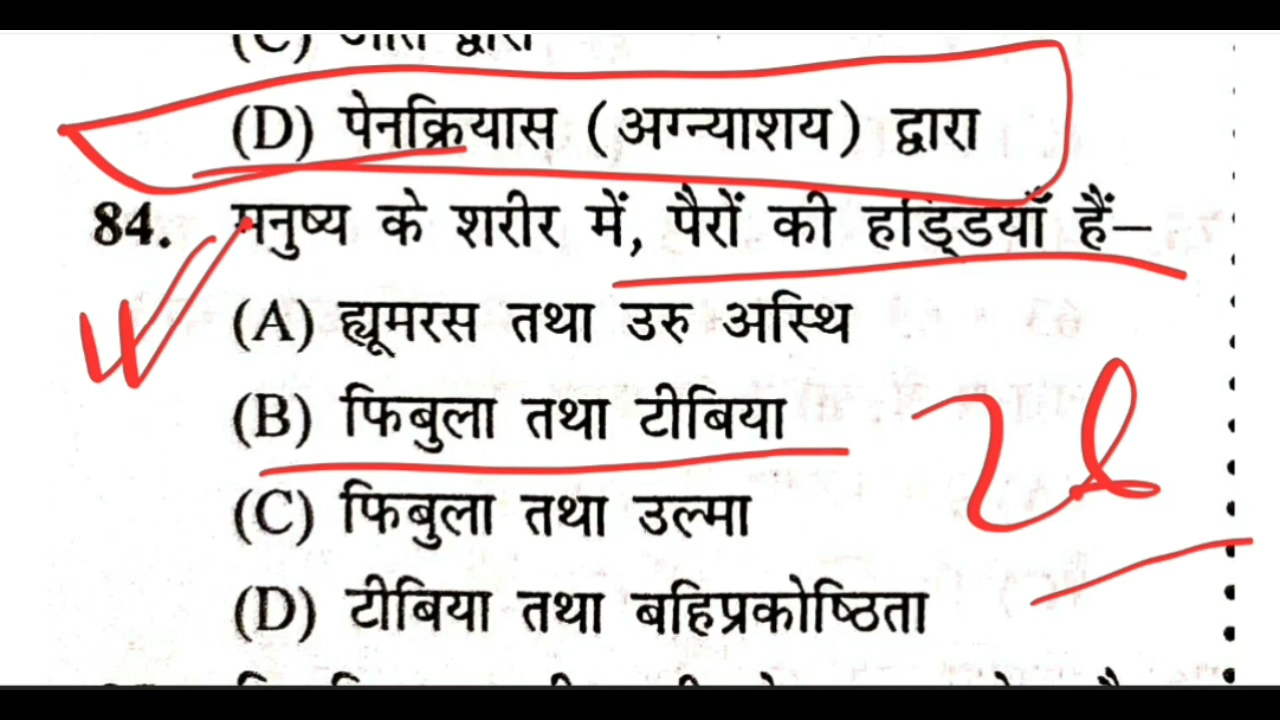 (D) पेनक्रियास (अग्न्याशय) द्वारा
84. मनुष्य के शरीर में, पैरों की हड्डियाँ हैं–
(A) ह्यूमरस तथा उरु अस्थि
(B) फिबुला तथा टीबिया
(C) फिबुला तथा उल्मा
(D) टीबिया तथा बहिप्रकोष्ठिता